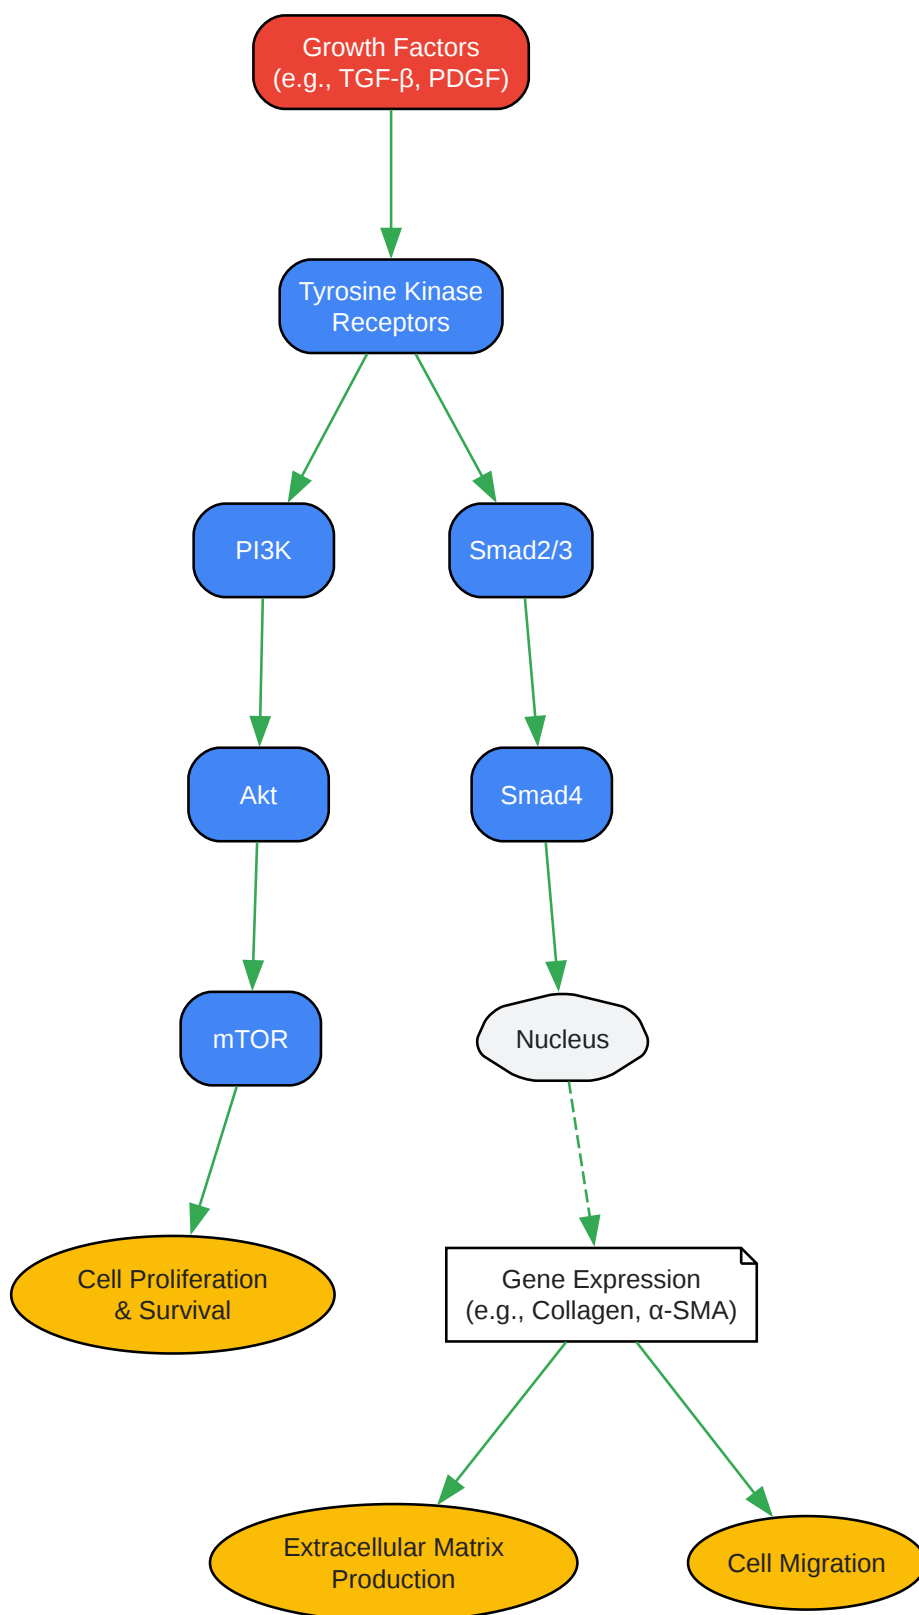 Growth Factors
(e.g., TGF-β, PDGF)
Tyrosine Kinase
Receptors
PI3K
Smad2/3
Akt
Smad4
mTOR
Nucleus
Cell Proliferation
& Survival
Gene Expression
(e.g., Collagen, α-SMA)
Extracellular Matrix
Production
Cell Migration